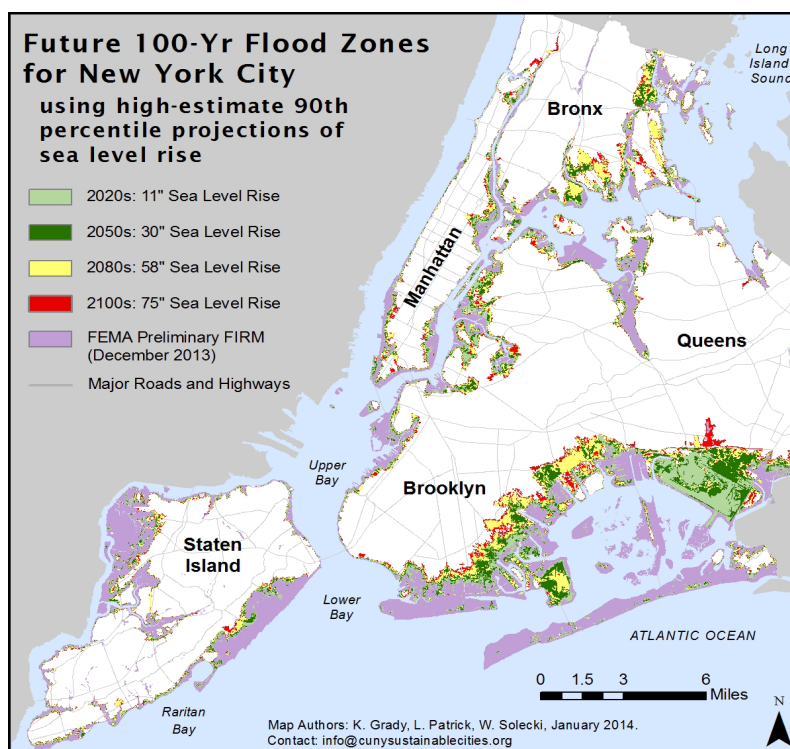 Future 100-Yr Flood Zones
for New York City
using high-estimate 90th
percentile projections of
sea level rise
2020s: 11" Sea Level Rise
2050s: 30" Sea Level Rise
2080s: 58" Sea Level Rise
2100s: 75" Sea Level Rise
FEMA Preliminary FIRM
(December 2013)
Major Roads and Highways
Long
Island
Sound
Bronx
Manhattan
Queens
Upper
Bay
Brooklyn
Staten
Island
Lower
Bay
ATLANTIC OCEAN
Raritan
Bay
0 1.5 3 6
Miles
N
Map Authors: K. Grady, L. Patrick, W. Solecki, January 2014.
Contact: info@cunysustainablecities.org